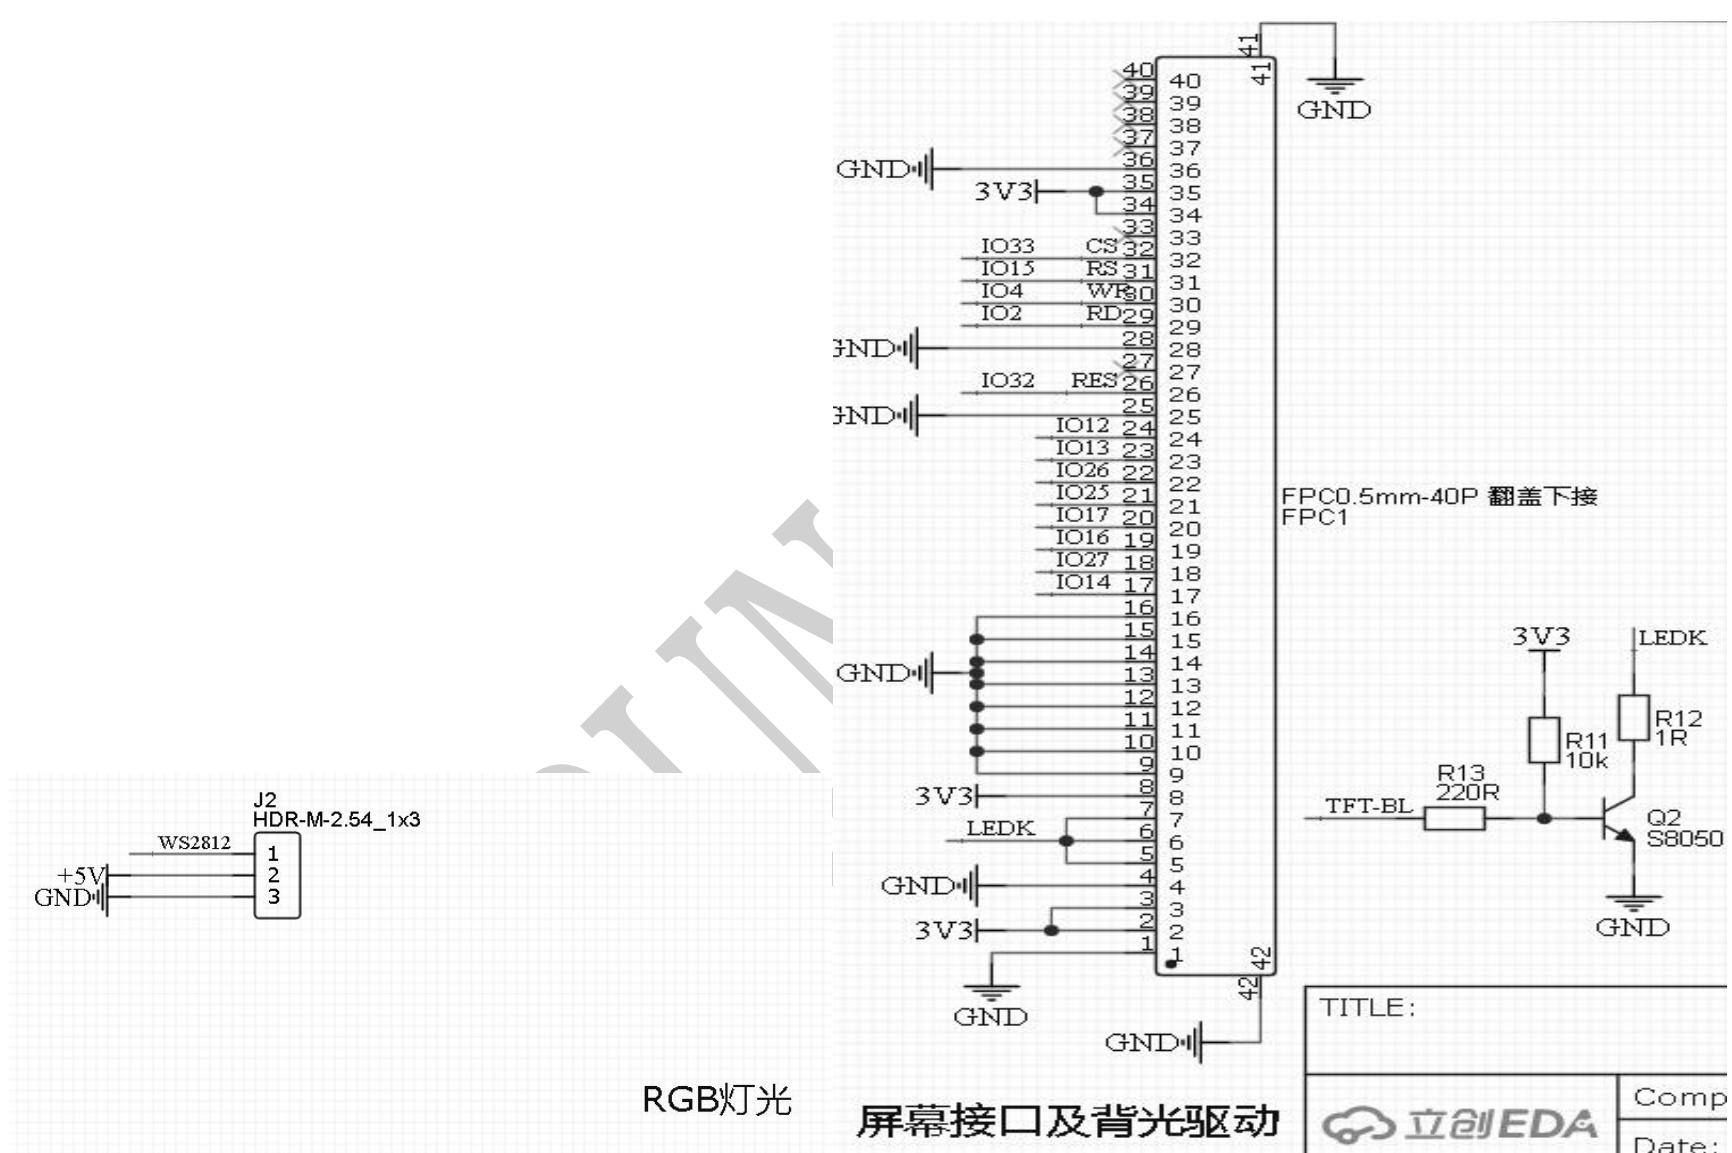 41
41
GND
40 40
39 39
38 38
37 37
GND 36 36
3V3 35 35
34 34
33 33
IO33 CS 32 32
IO15 RS 31 31
IO4 WR 30 30
IO2 RD 29 29
GND 28 28
27 27
IO32 RES 26 26
GND 25 25
IO12 24 24
IO13 23 23
IO26 22 22
IO25 21 21
IO17 20 20
IO16 19 19
IO27 18 18
IO14 17 17
16 16
15 15
14 14
GND 13 13
12 12
11 11
10 10
9 9
3V3 8 8
7 7
LEDK 6 6
5 5
GND 4 4
3 3
3V3 2 2
1 1
GND
42
42
GND
FPC0.5mm-40P 翻盖下接
FPC1
3V3
LEDK
R12
1R
R11
10k
R13
220R
TFT-BL
Q2
S8050
GND
J2
HDR-M-2.54_1x3
WS2812 1
+5V 2
GND 3
RGB灯光
屏幕接口及背光驱动
TITLE:
立创EDA
Comp
Date: